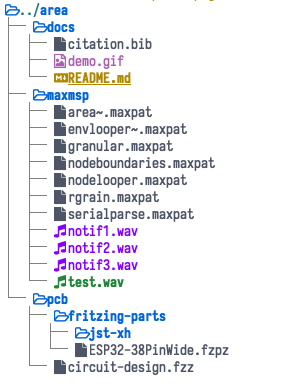 ../area
docs
citation.bib
demo.gif
README.md
maxmsp
area~.maxpat
envlooper~.maxpat
granular.maxpat
nodeboundaries.maxpat
nodelooper.maxpat
rgrain.maxpat
serialparse.maxpat
notif1.wav
notif2.wav
notif3.wav
test.wav
pcb
fritzing-parts
jst-xh
ESP32-38PinWide.fzpz
circuit-design.fzz